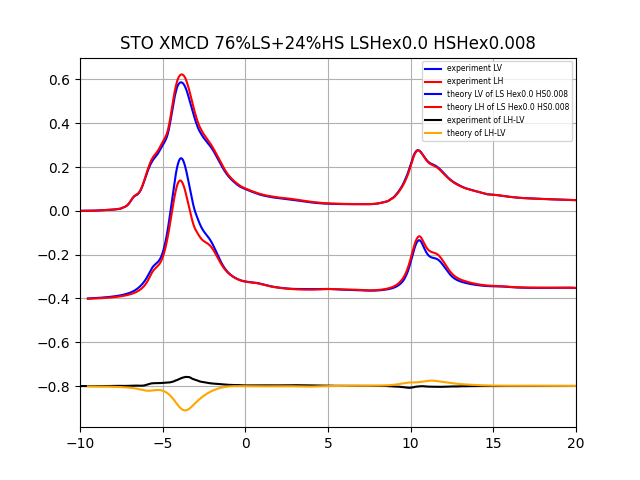 STO XMCD 76%LS+24%HS LSHex0.0 HSHex0.008
experiment LV
experiment LH
theory LV of LS Hex0.0 HS0.008
theory LH of LS Hex0.0 HS0.008
experiment of LH-LV
theory of LH-LV
0.6
0.4
0.2
0.0
−0.2
−0.4
−0.6
−0.8
−10 −5 0 5 10 15 20